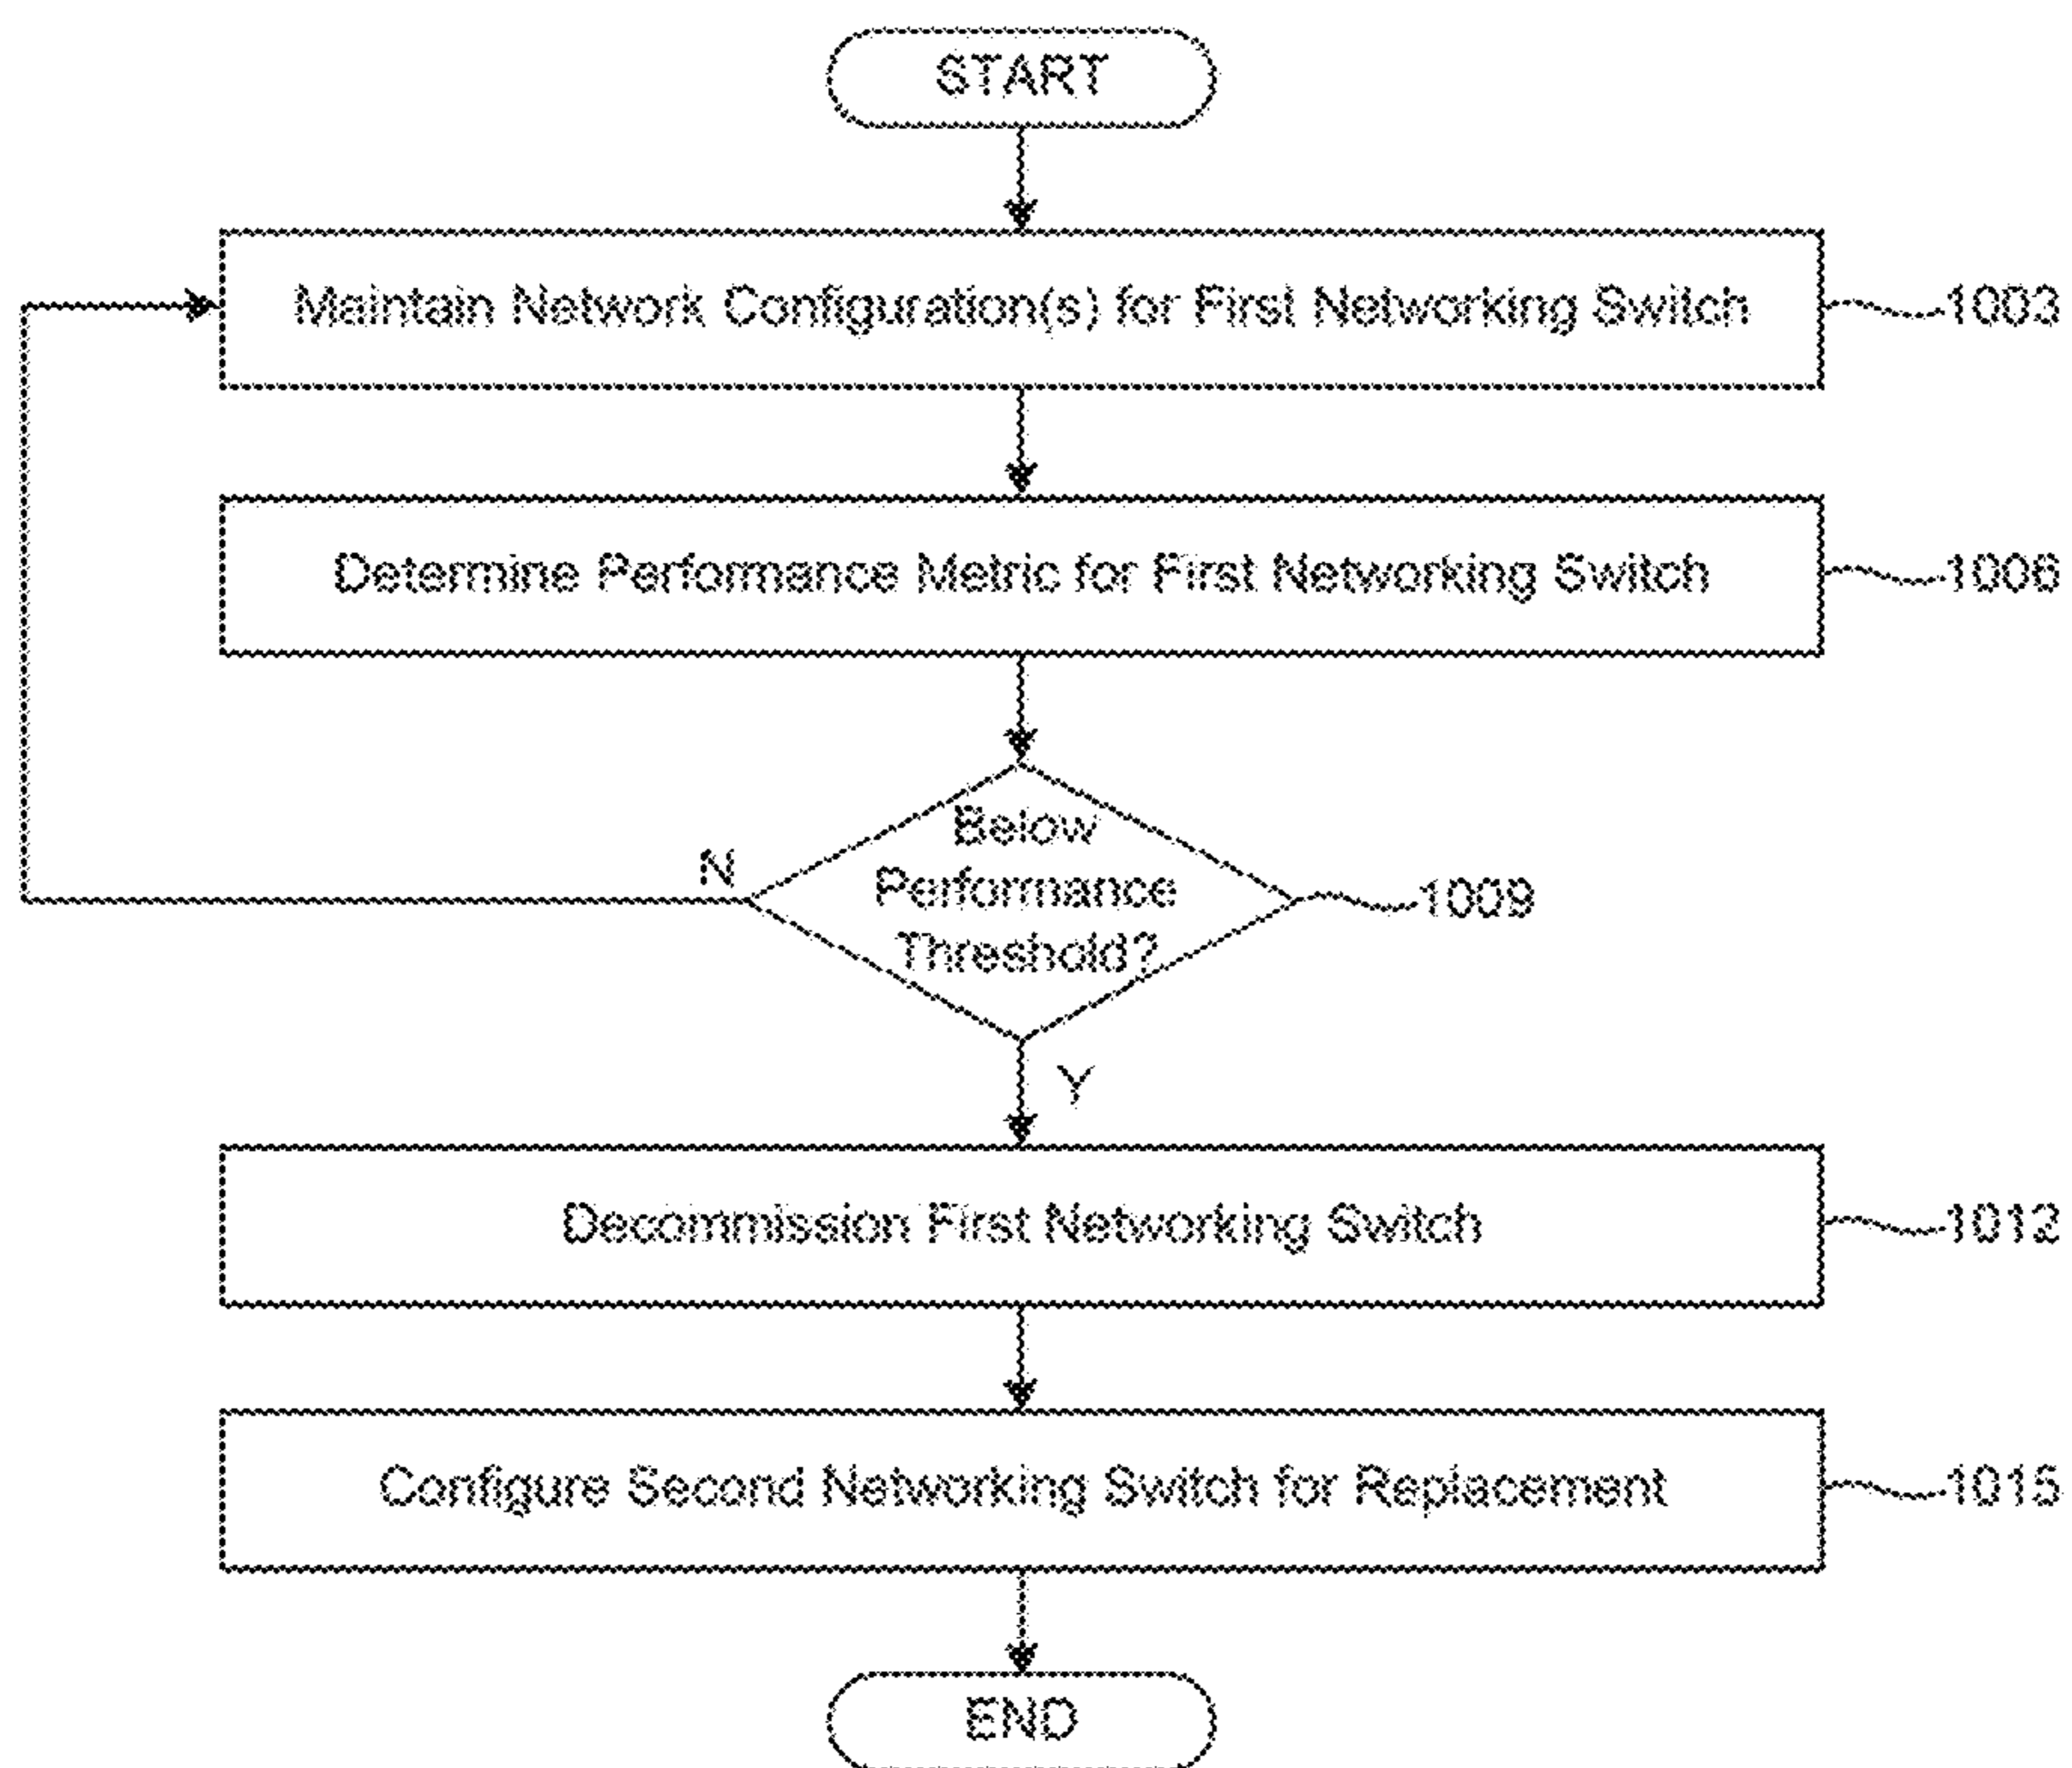 START
Maintain Network Configuration(s) for First Networking Switch
1003
Determine Performance Metric for First Networking Switch
1006
Below
Performance
Threshold?
N
1009
Y
Decommission First Networking Switch
1012
Configure Second Networking Switch for Replacement
1015
END